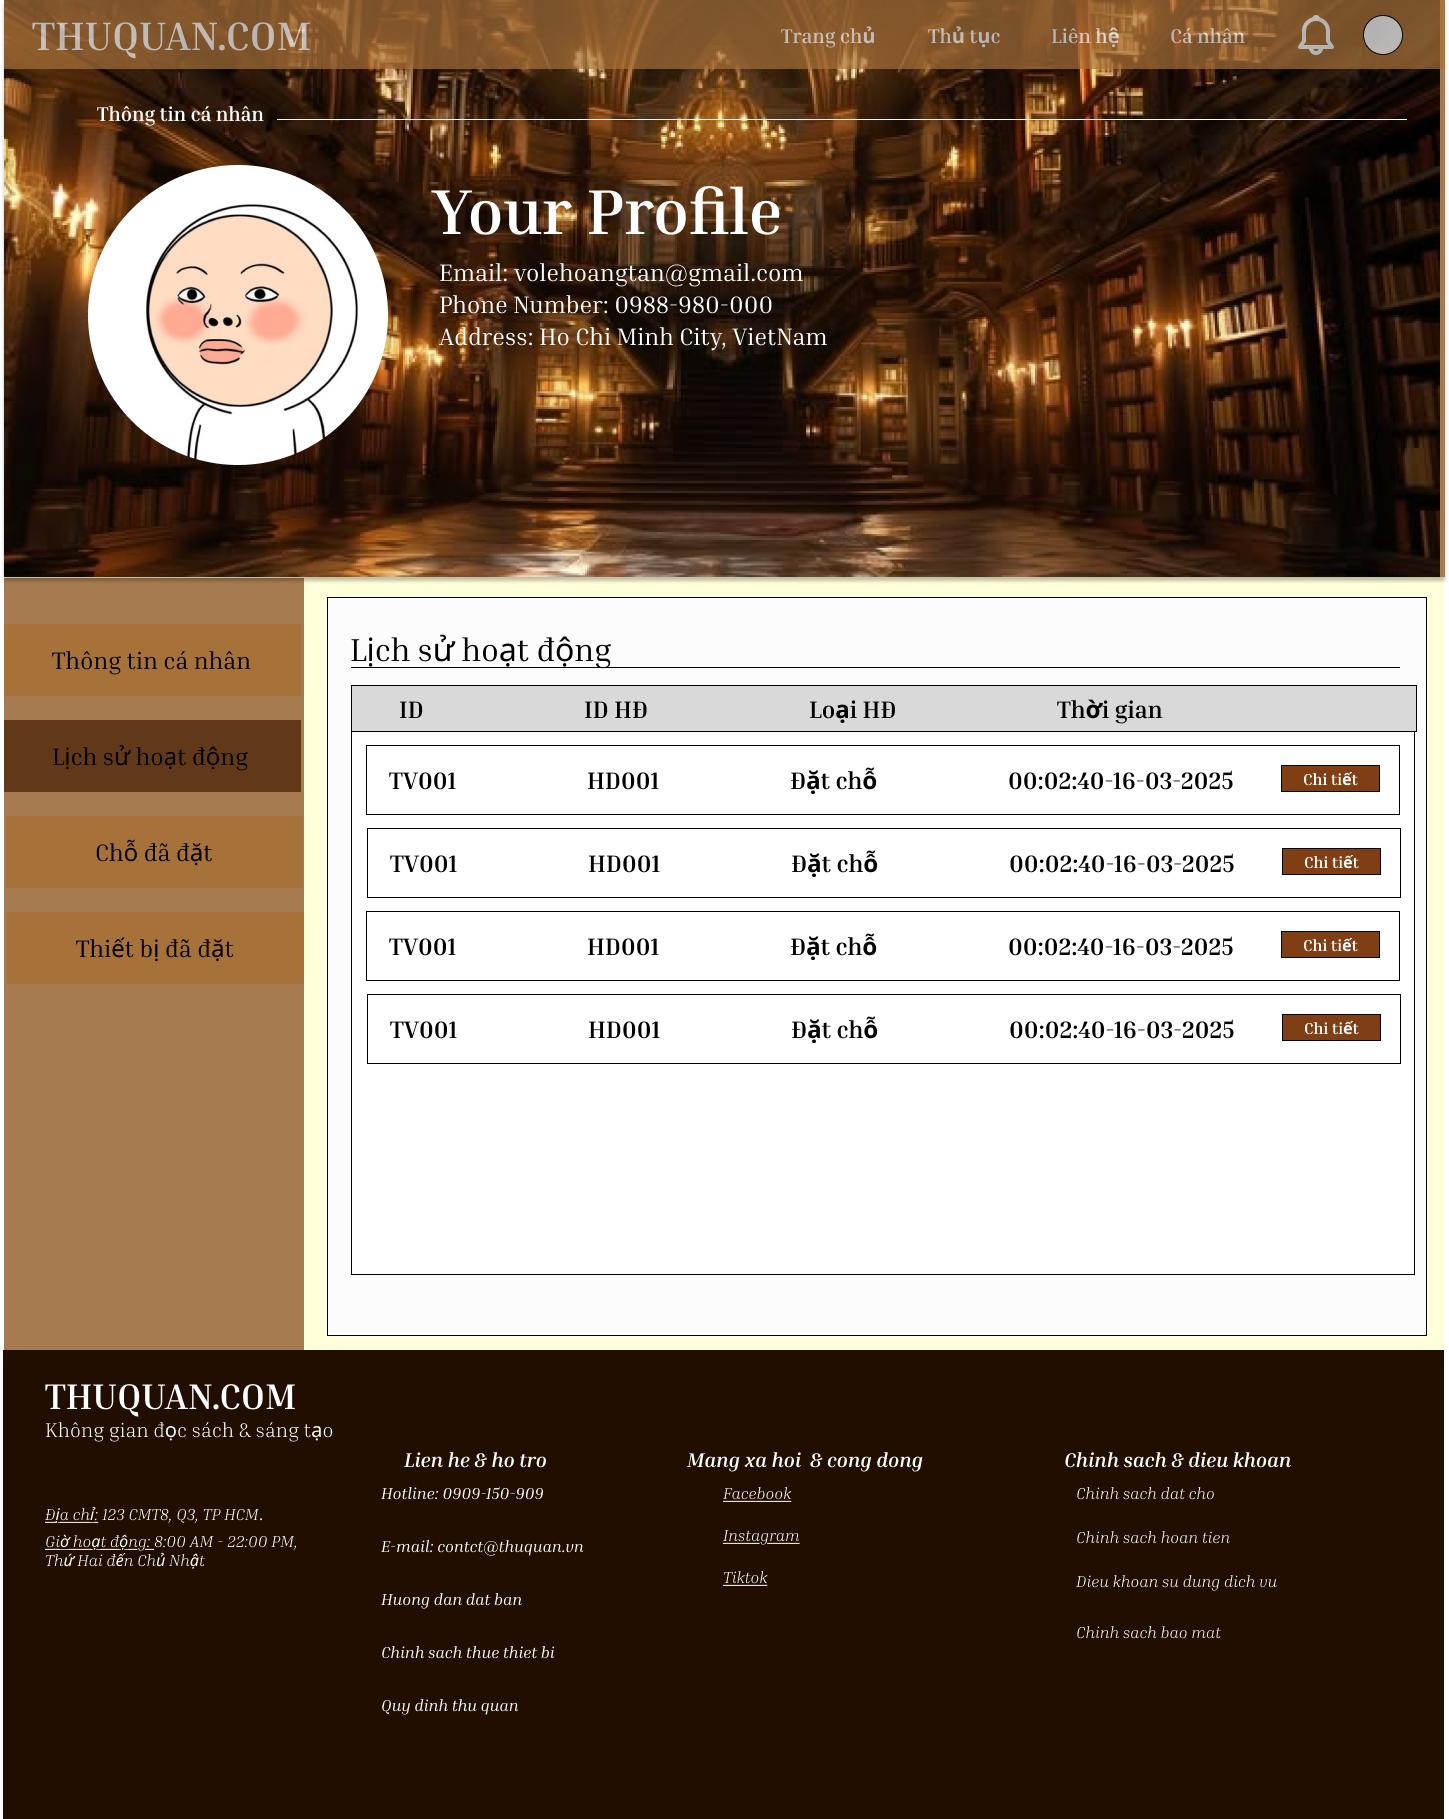 THUQUAN.COM
Trang chủ
Thủ tục
Liên hệ
Cá nhân
Thông tin cá nhân
Your Profile
Email: volehoangtan@gmail.com
Phone Number: 0988-980-000
Address: Ho Chi Minh City, VietNam
Thông tin cá nhân
Lịch sử hoạt động
Chỗ đã đặt
Thiết bị đã đặt
Lịch sử hoạt động
ID ID HĐ Loại HĐ Thời gian
TV001 HD001 Đặt chỗ 00:02:40-16-03-2025 Chi tiết
TV001 HD001 Đặt chỗ 00:02:40-16-03-2025 Chi tiết
TV001 HD001 Đặt chỗ 00:02:40-16-03-2025 Chi tiết
TV001 HD001 Đặt chỗ 00:02:40-16-03-2025 Chi tiết
THUQUAN.COM
Không gian đọc sách & sáng tạo
Địa chỉ: 123 CMT8, Q3, TP HCM.
Giờ hoạt động: 8:00 AM - 22:00 PM,
Thứ Hai đến Chủ Nhật
Lien he & ho tro
Hotline: 0909-150-909
E-mail: contct@thuquan.vn
Huong dan dat ban
Chinh sach thue thiet bi
Quy dinh thu quan
Mang xa hoi & cong dong
Facebook
Instagram
Tiktok
Chinh sach & dieu khoan
Chinh sach dat cho
Chinh sach hoan tien
Dieu khoan su dung dich vu
Chinh sach bao mat